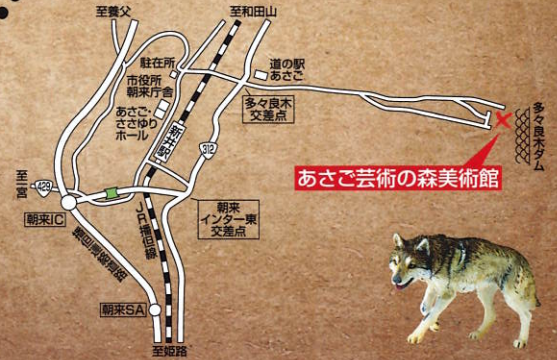 至養父
至和田山
駐在所
道の駅
あさご
市役所
朝来庁舎
多々良木
交差点
あさご・
ささゆり
ホール
新井駅
312
多々良木ダム
あさご芸術の森美術館
至一宮
429
朝来IC
朝来
インター東
交差点
JR播但線
播但連絡道路
朝来SA
至姫路